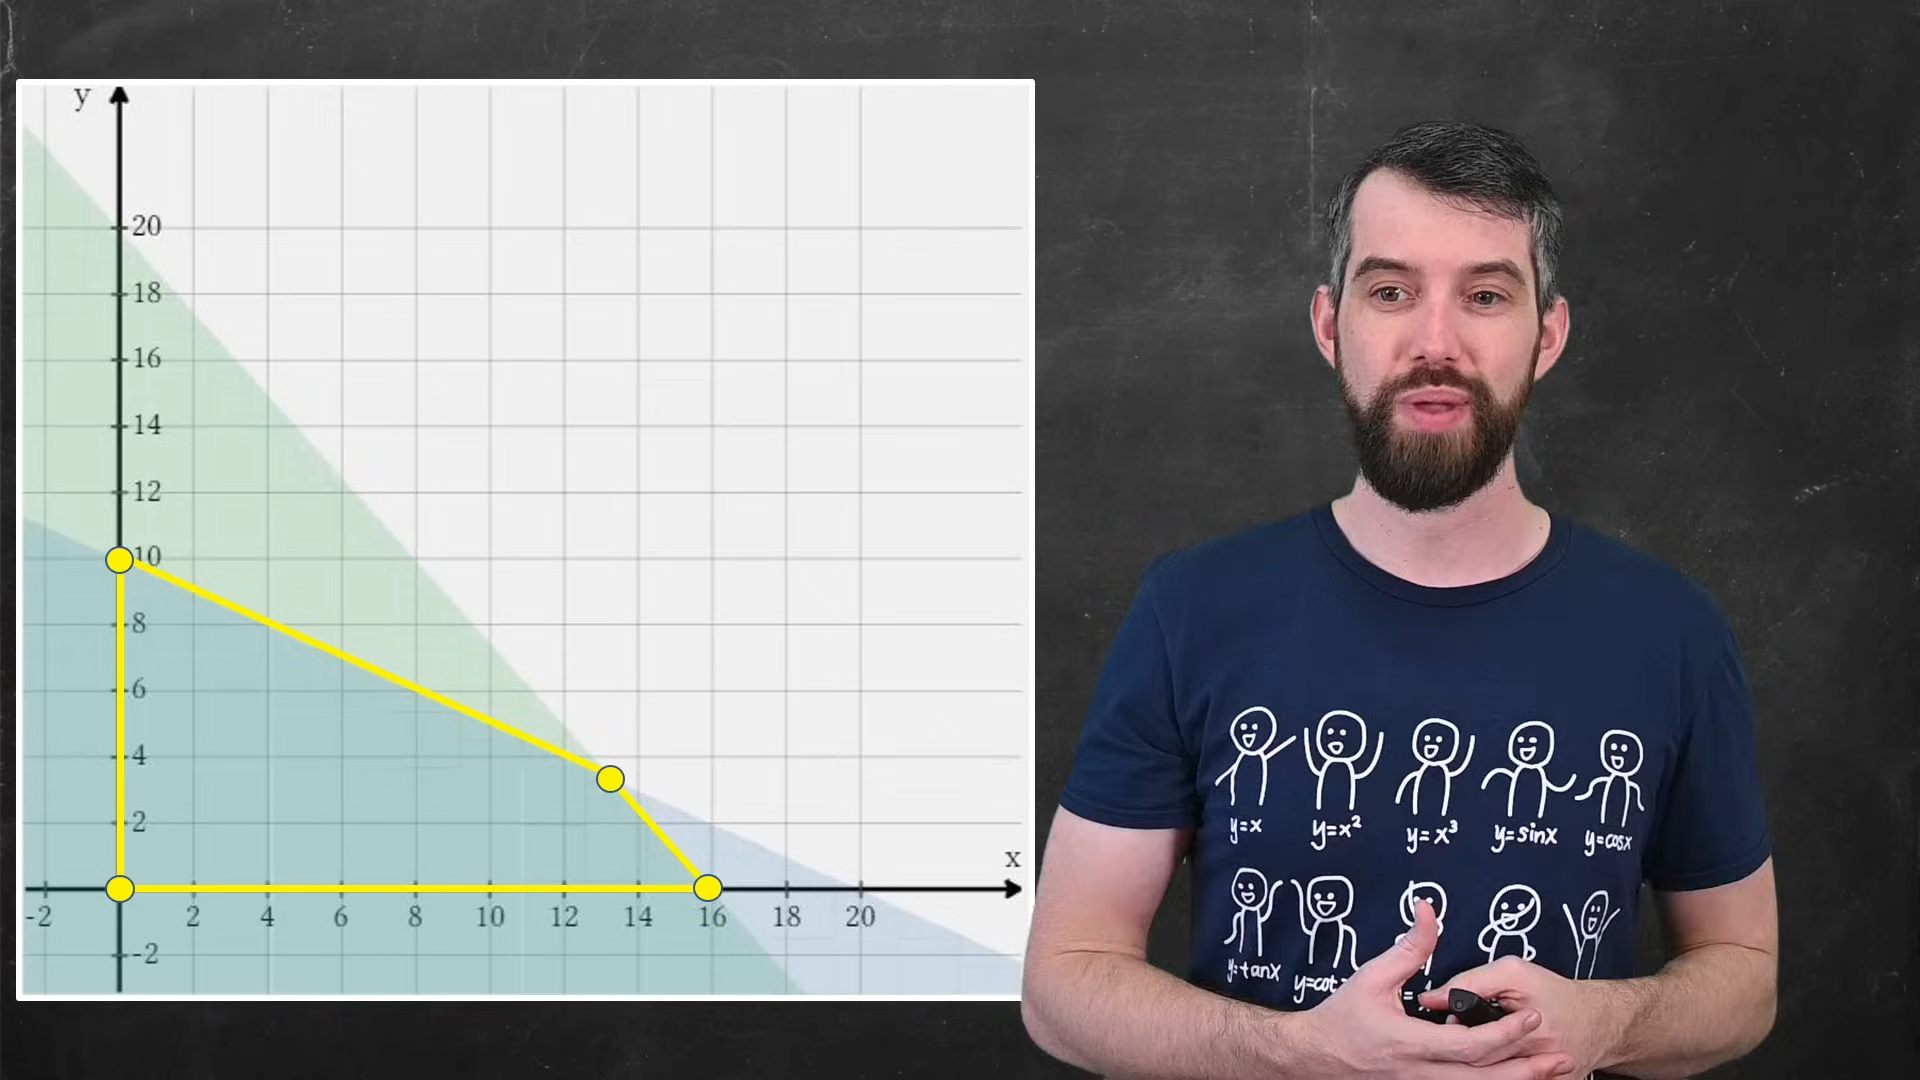 y
20
18
16
14
12
10
8
6
4
2
x
-2 2 4 6 8 10 12 14 16 18 20
-2
y=x y=x² y=x³ y=sinx y=cosx
y=tanx